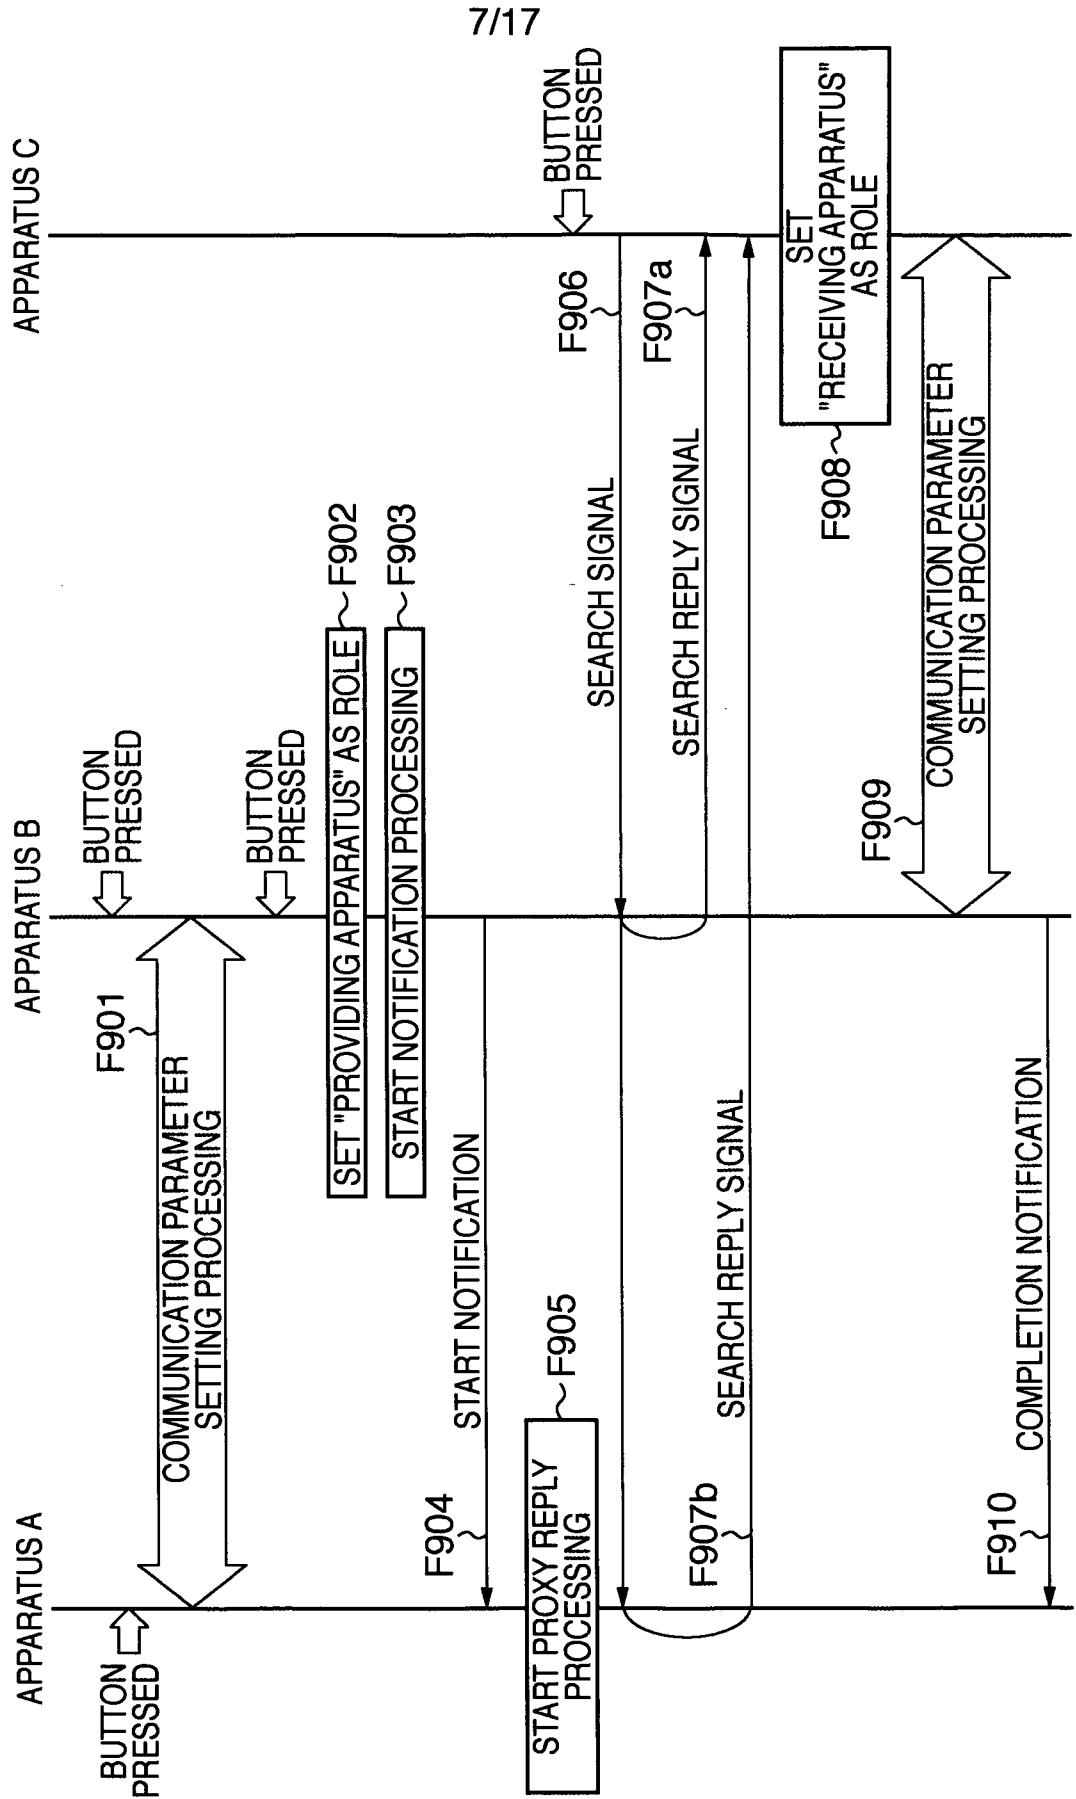 7/17
APPARATUS A
APPARATUS B
APPARATUS C
BUTTON
PRESSED
BUTTON
PRESSED
F901
COMMUNICATION PARAMETER
SETTING PROCESSING
BUTTON
PRESSED
SET "PROVIDING APPARATUS" AS ROLE
F902
START NOTIFICATION PROCESSING
F903
F904
START NOTIFICATION
START PROXY REPLY
PROCESSING
F905
BUTTON
PRESSED
SEARCH SIGNAL
F906
SEARCH REPLY SIGNAL
F907a
F907b
SEARCH REPLY SIGNAL
SET
"RECEIVING APPARATUS"
AS ROLE
F908
F909
COMMUNICATION PARAMETER
SETTING PROCESSING
F910
COMPLETION NOTIFICATION